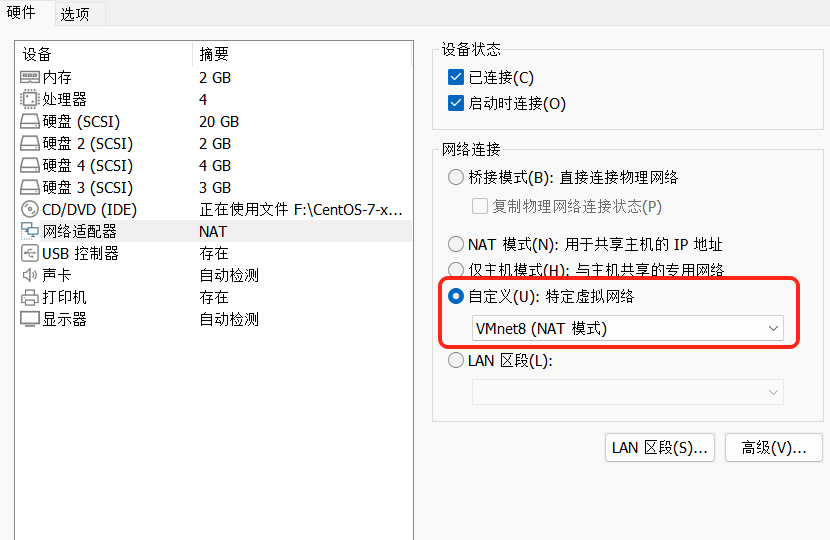 硬件 选项
设备 摘要
内存 2 GB
处理器 4
硬盘 (SCSI) 20 GB
硬盘 2 (SCSI) 2 GB
硬盘 4 (SCSI) 4 GB
硬盘 3 (SCSI) 3 GB
CD/DVD (IDE) 正在使用文件 F:\CentOS-7-x...
网络适配器 NAT
USB 控制器 存在
声卡 自动检测
打印机 存在
显示器 自动检测
设备状态
已连接(C)
启动时连接(O)
网络连接
桥接模式(B): 直接连接物理网络
复制物理网络连接状态(P)
NAT 模式(N): 用于共享主机的 IP 地址
仅主机模式(H): 与主机共享的专用网络
自定义(U): 特定虚拟网络
VMnet8 (NAT 模式)
LAN 区段(L):
LAN 区段(S)... 高级(V)...